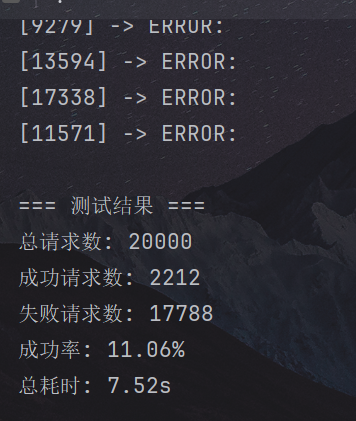 [9279] -> ERROR:
[13594] -> ERROR:
[17338] -> ERROR:
[11571] -> ERROR:
=== 测试结果 ===
总请求数: 20000
成功请求数: 2212
失败请求数: 17788
成功率: 11.06%
总耗时: 7.52s